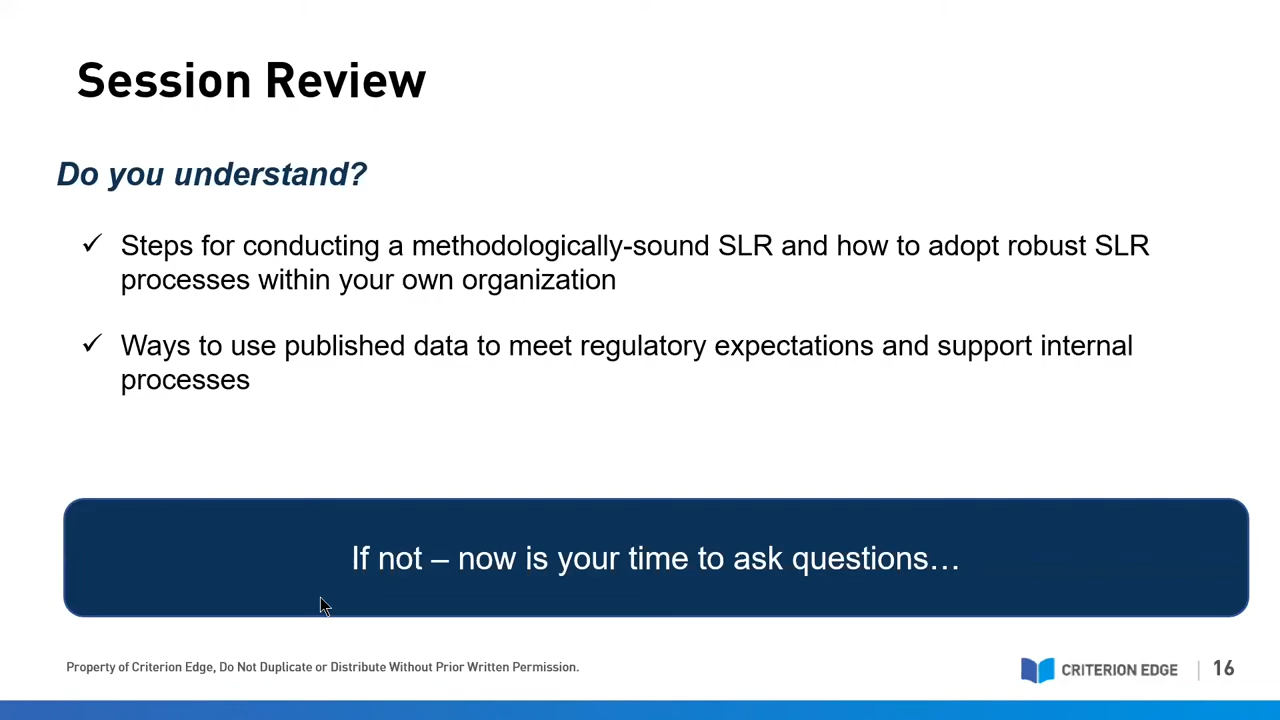 Session Review
Do you understand?
✓ Steps for conducting a methodologically-sound SLR and how to adopt robust SLR
processes within your own organization
✓ Ways to use published data to meet regulatory expectations and support internal
processes
If not – now is your time to ask questions…
Property of Criterion Edge, Do Not Duplicate or Distribute Without Prior Written Permission.
CRITERION EDGE | 16